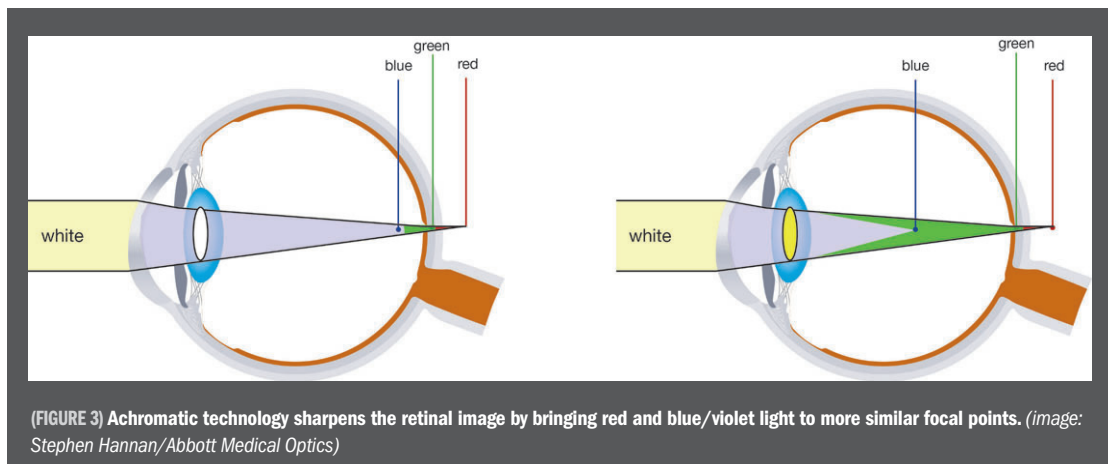 green
blue
red
white
green
blue
red
white
(FIGURE 3) Achromatic technology sharpens the retinal image by bringing red and blue/violet light to more similar focal points. (image:
Stephen Hannan/Abbott Medical Optics)